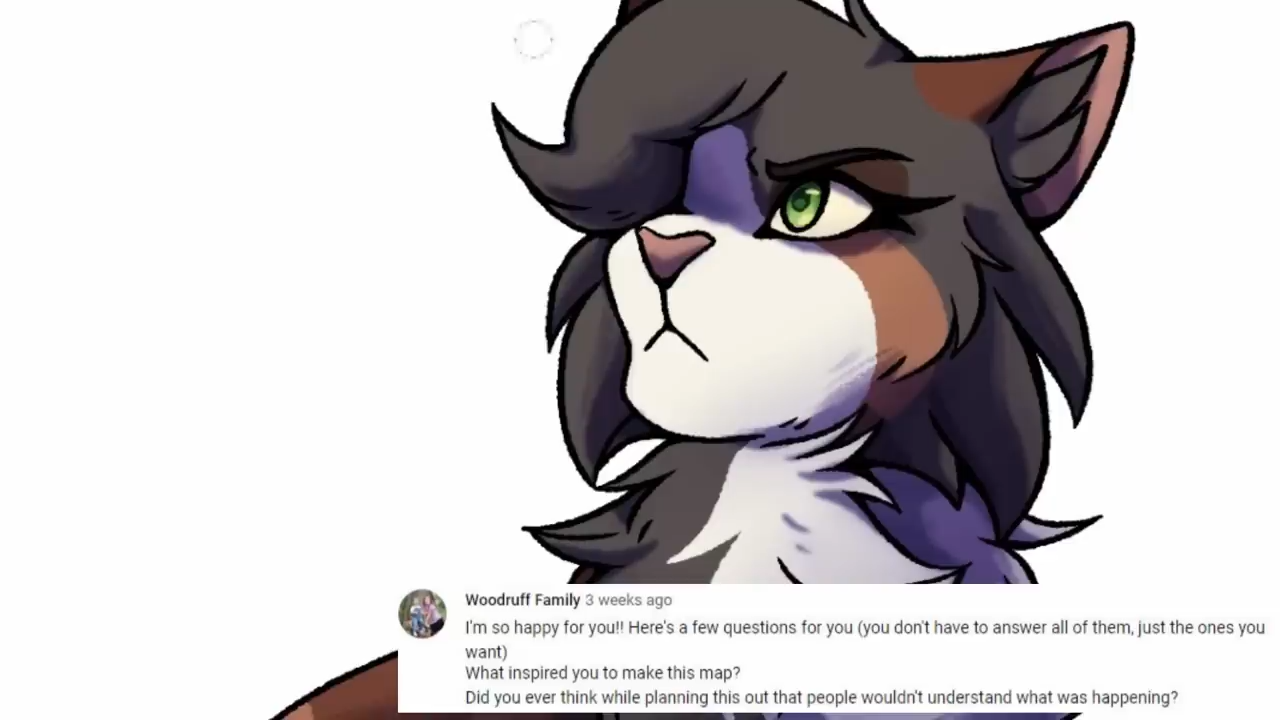 Woodruff Family 3 weeks ago
I'm so happy for you!! Here's a few questions for you (you don't have to answer all of them, just the ones you
want)
What inspired you to make this map?
Did you ever think while planning this out that people wouldn't understand what was happening?